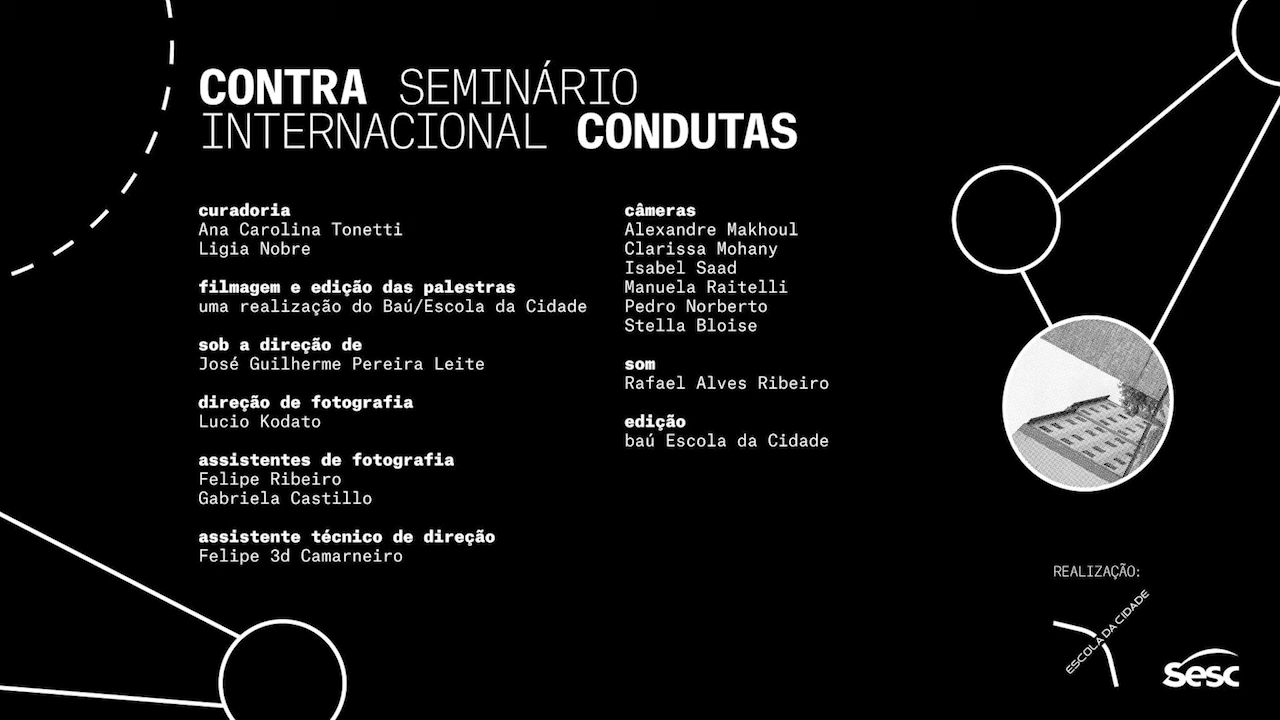 CONTRA SEMINÁRIO
INTERNACIONAL CONDUTAS
curadoria
Ana Carolina Tonetti
Ligia Nobre
filmagem e edição das palestras
uma realização do Baú/Escola da Cidade
sob a direção de
José Guilherme Pereira Leite
direção de fotografia
Lucio Kodato
assistentes de fotografia
Felipe Ribeiro
Gabriela Castillo
assistente técnico de direção
Felipe 3d Camarneiro
câmeras
Alexandre Makhoul
Clarissa Mohany
Isabel Saad
Manuela Raitelli
Pedro Norberto
Stella Bloise
som
Rafael Alves Ribeiro
edição
baú Escola da Cidade
REALIZAÇÃO:
ESCOLA DA CIDADE
Sesc